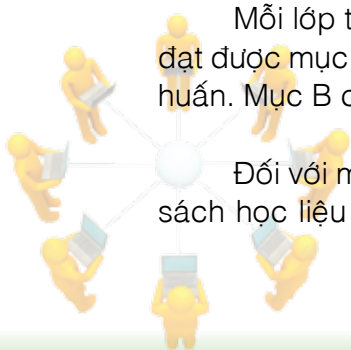 Mỗi lớp t
đạt được mục
huấn. Mục B c
Đối với m
sách học liệu